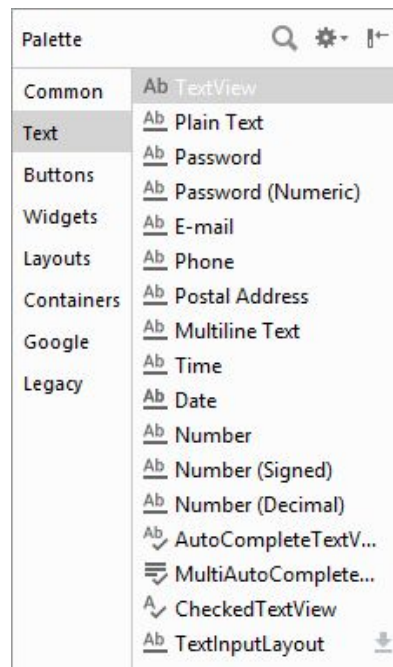 Palette
Common
Text
Buttons
Widgets
Layouts
Containers
Google
Legacy
Ab TextView
Ab Plain Text
Ab Password
Ab Password (Numeric)
Ab E-mail
Ab Phone
Ab Postal Address
Ab Multiline Text
Ab Time
Ab Date
Ab Number
Ab Number (Signed)
Ab Number (Decimal)
Ab AutoCompleteTextV...
MultiAutoComplete...
A CheckedTextView
Ab TextInputLayout